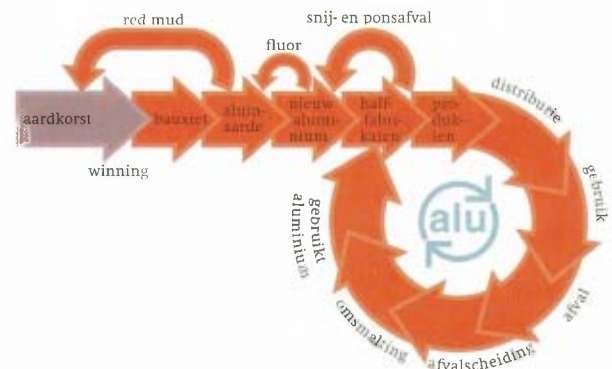 red mud
fluor
snij- en ponsafval
aardkorst
winning
bauxiet
aluin-
aarde
nieuw
alumi-
nium
half-
fabri-
katen
pro-
duk-
ten
distributie
gebruik
afval
afvalscheiding
omsmaking
gebruikt
aluminium
alu